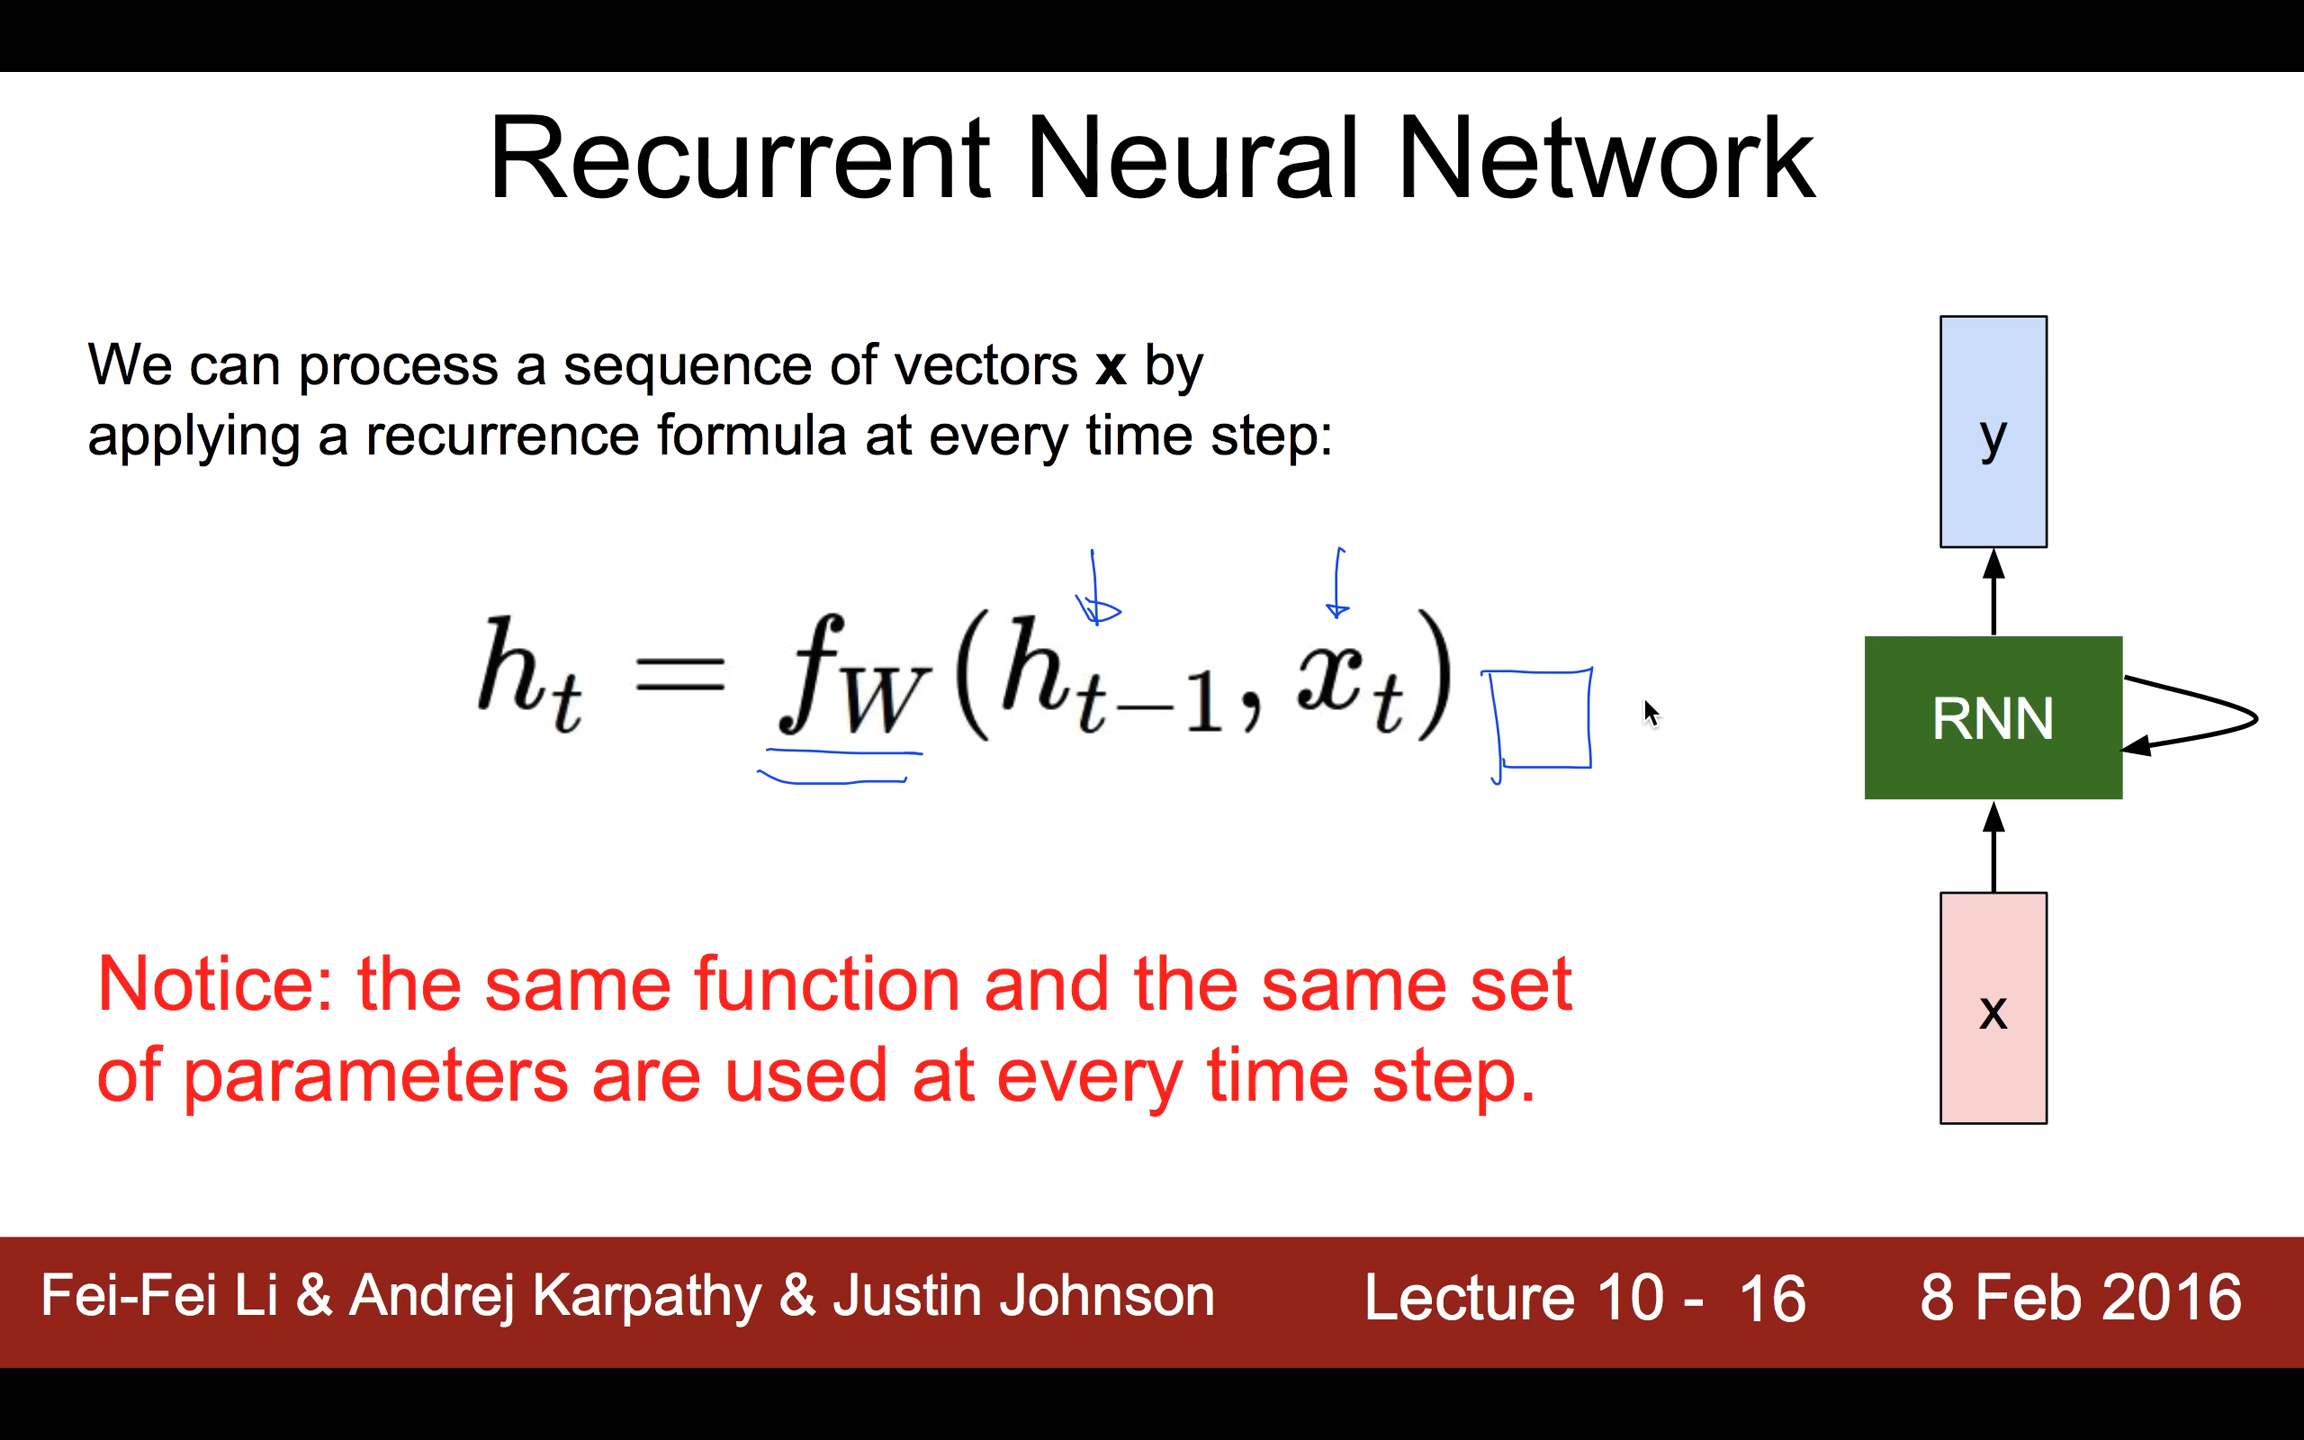 Recurrent Neural Network
We can process a sequence of vectors x by
applying a recurrence formula at every time step:
h_t = f_W(h_{t-1}, x_t)
Notice: the same function and the same set
of parameters are used at every time step.
y
RNN
x
Fei-Fei Li & Andrej Karpathy & Justin Johnson Lecture 10 - 16 8 Feb 2016